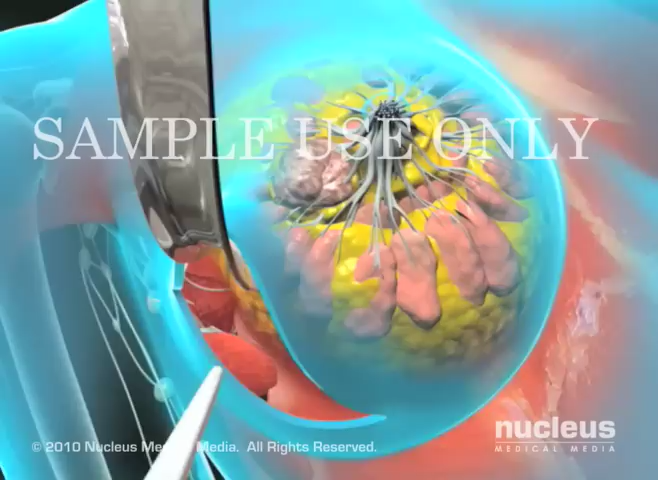 SAMPLE USE ONLY
nucleus
MEDICAL MEDIA
© 2010 Nucleus Medical Media. All Rights Reserved.